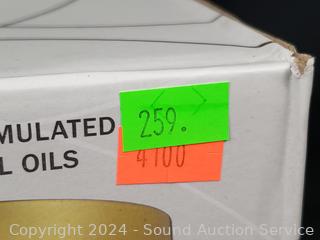 MULATED
L OILS
259.
4100
Copyright © 2024 - Sound Auction Service